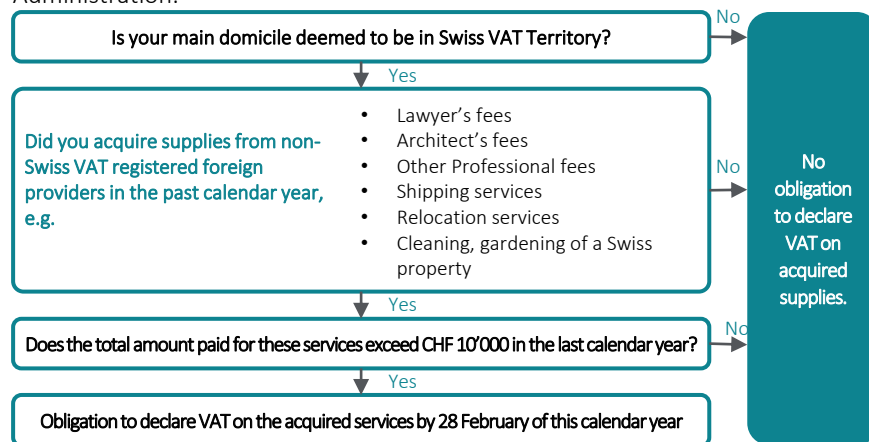 Administration.
Is your main domicile deemed to be in Swiss VAT Territory?
No
Yes
Did you acquire supplies from non-
Swiss VAT registered foreign
providers in the past calendar year,
e.g.
• Lawyer's fees
• Architect's fees
• Other Professional fees
• Shipping services
• Relocation services
• Cleaning, gardening of a Swiss
property
No
Yes
Does the total amount paid for these services exceed CHF 10'000 in the last calendar year?
No
Yes
Obligation to declare VAT on the acquired services by 28 February of this calendar year
No
obligation
to declare
VAT on
acquired
supplies.